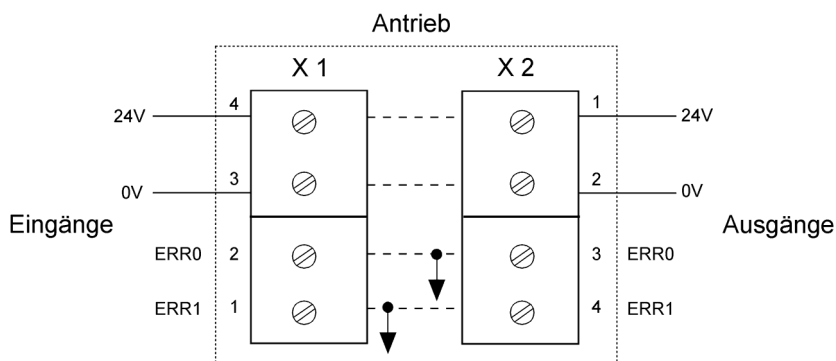 Antrieb
X 1 X 2
4 1
24V 24V
3 2
0V 0V
Eingänge Ausgänge
ERR0 2 3 ERR0
ERR1 1 4 ERR1